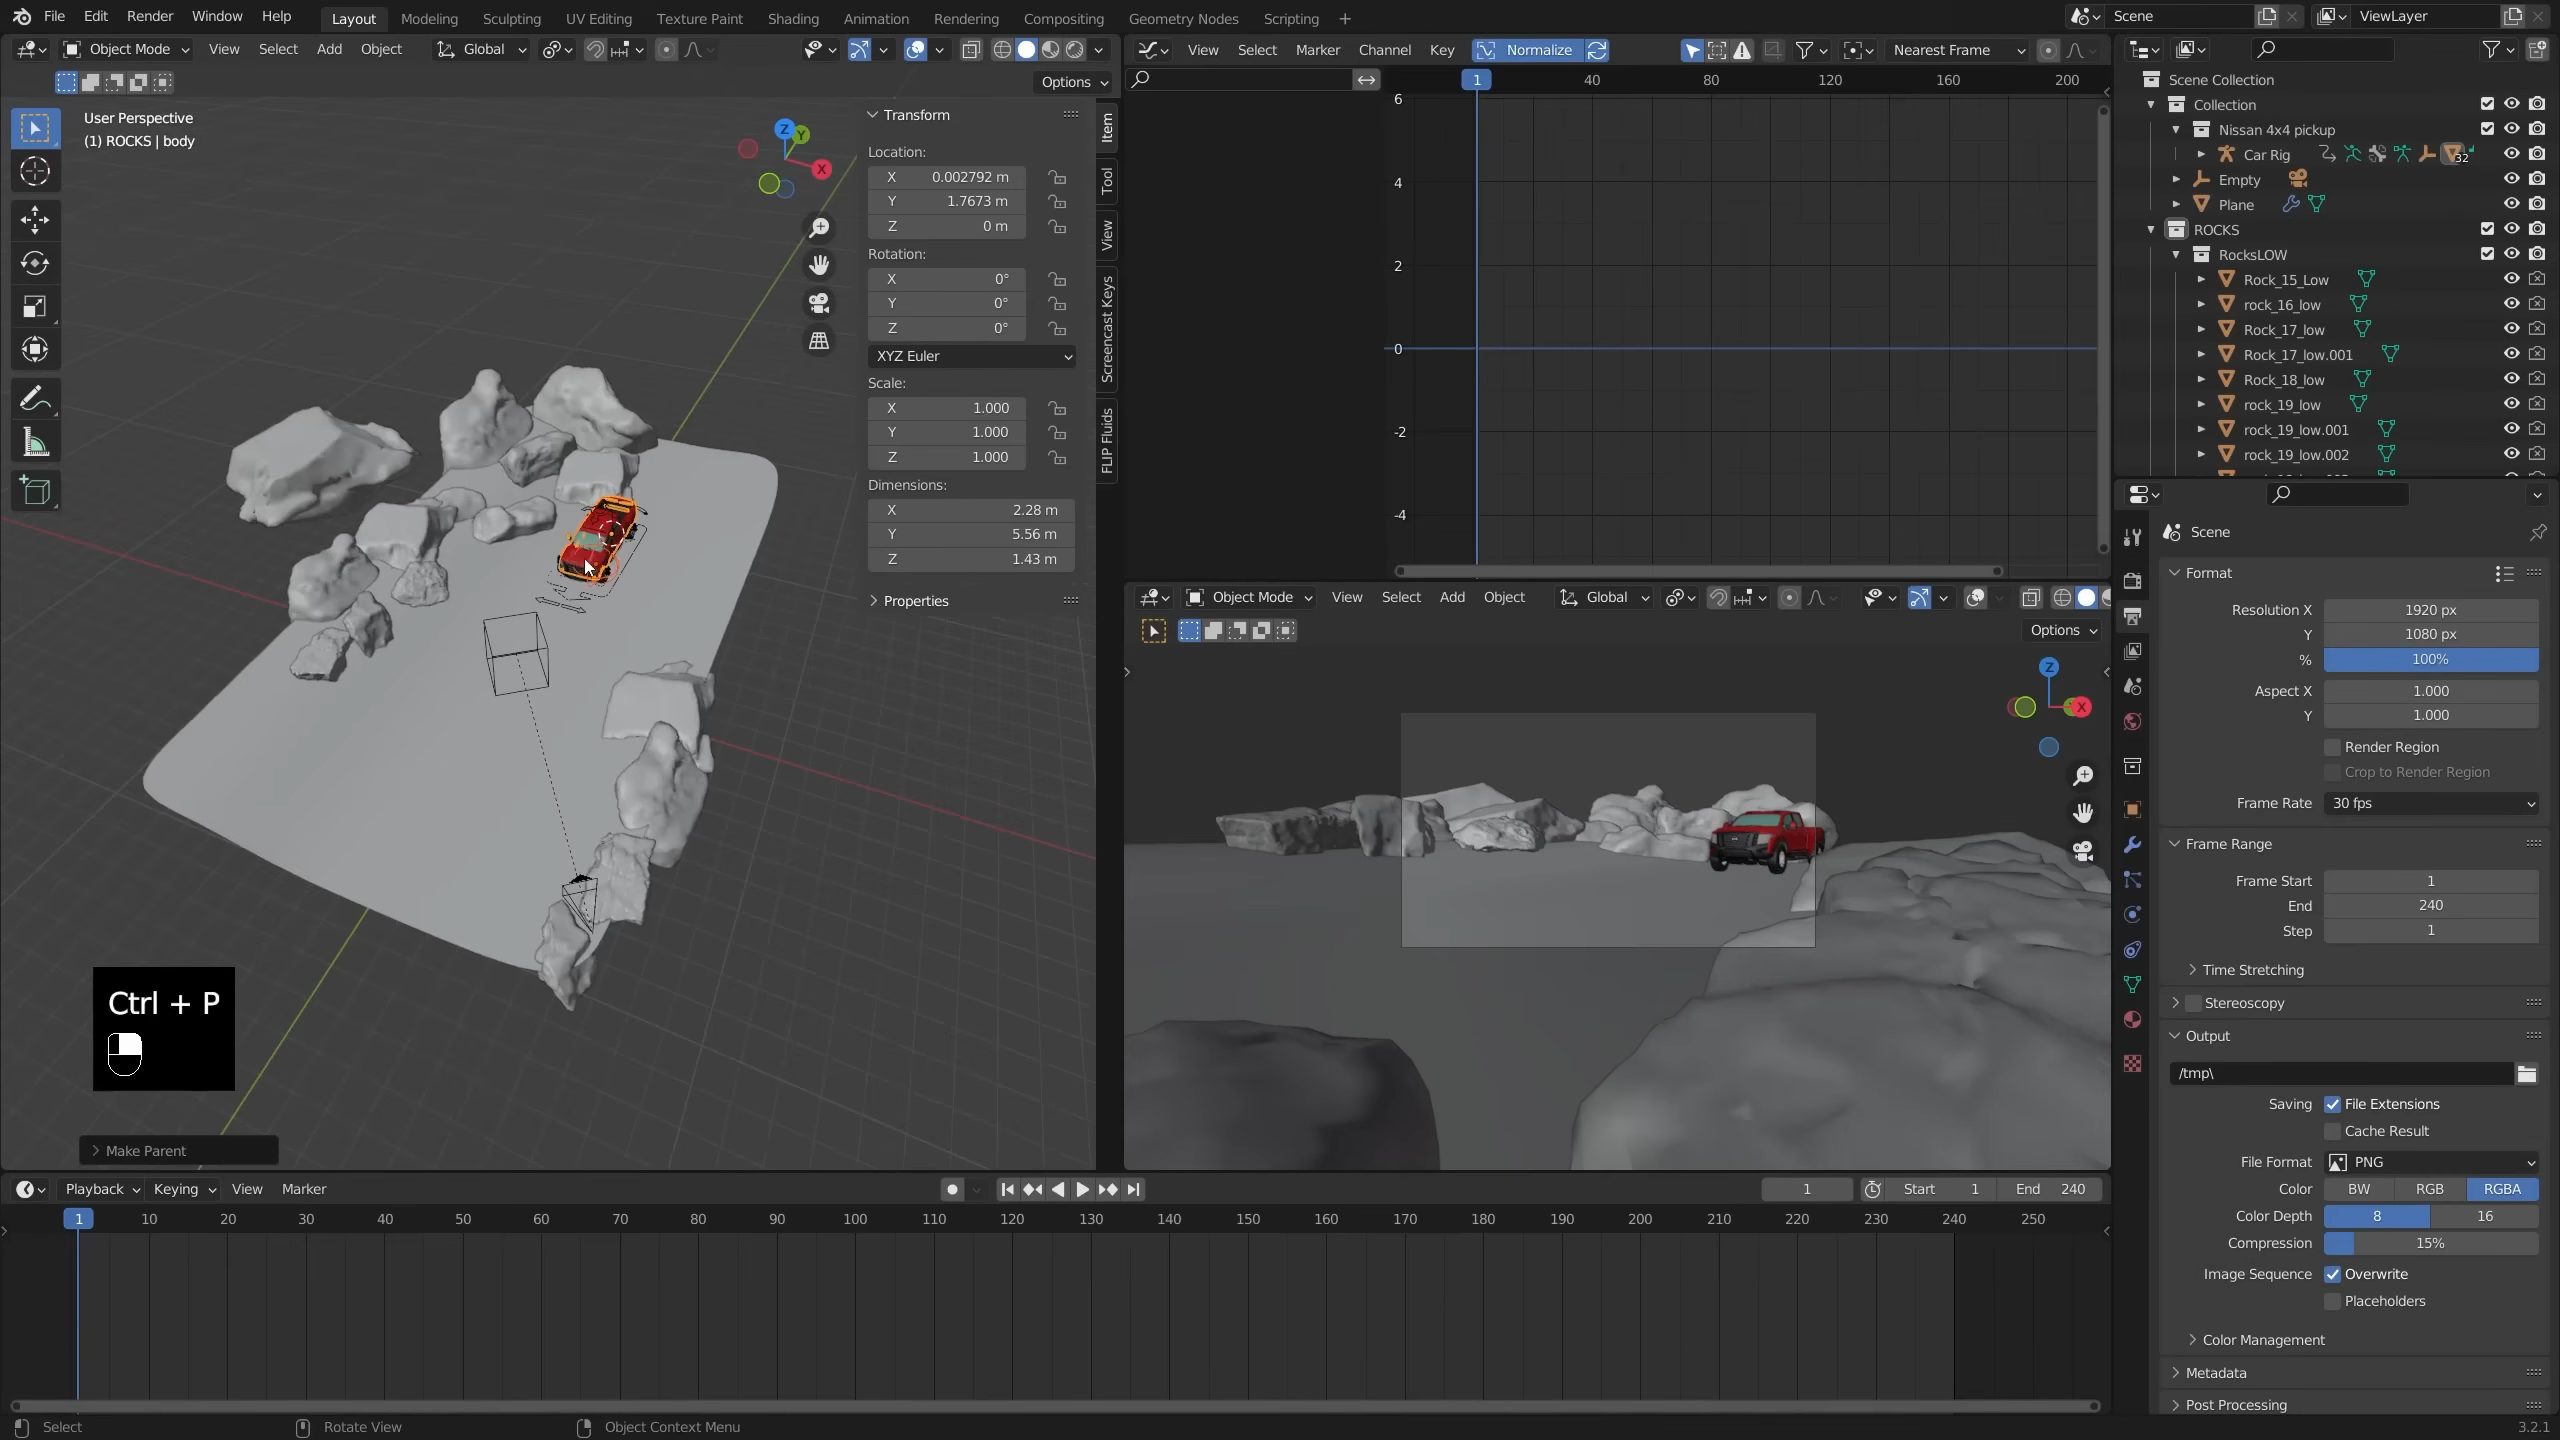 File Edit Render Window Help Layout Modeling Sculpting UV Editing Texture Paint Shading Animation Rendering Compositing Geometry Nodes Scripting + Scene ViewLayer
Object Mode View Select Add Object Global
Options
User Perspective
(1) ROCKS | body
Z
Y
X
Transform
Location:
X 0.002792 m
Y 1.7673 m
Z 0 m
Rotation:
X 0°
Y 0°
Z 0°
XYZ Euler
Scale:
X 1.000
Y 1.000
Z 1.000
Dimensions:
X 2.28 m
Y 5.56 m
Z 1.43 m
Properties
Item
Tool
View
Screencast Keys
FLIP Fluids
Ctrl + P
Make Parent
View Select Marker Channel Key Normalize Nearest Frame
1 40 80 120 160 200
6
4
2
0
-2
-4
Object Mode View Select Add Object Global
Options
Z
X
Scene Collection
Collection
Nissan 4x4 pickup
Car Rig 32
Empty
Plane
ROCKS
RocksLOW
Rock_15_Low
rock_16_low
Rock_17_low
Rock_17_low.001
Rock_18_low
rock_19_low
rock_19_low.001
rock_19_low.002
Scene
Format
Resolution X 1920 px
Y 1080 px
% 100%
Aspect X 1.000
Y 1.000
Render Region
Crop to Render Region
Frame Rate 30 fps
Frame Range
Frame Start 1
End 240
Step 1
Time Stretching
Stereoscopy
Output
/tmp\
Saving File Extensions
Cache Result
File Format PNG
Color BW RGB RGBA
Color Depth 8 16
Compression 15%
Image Sequence Overwrite
Placeholders
Color Management
Metadata
Post Processing
Playback Keying View Marker 1 Start 1 End 240
1 10 20 30 40 50 60 70 80 90 100 110 120 130 140 150 160 170 180 190 200 210 220 230 240 250
Select Rotate View Object Context Menu 3.2.1